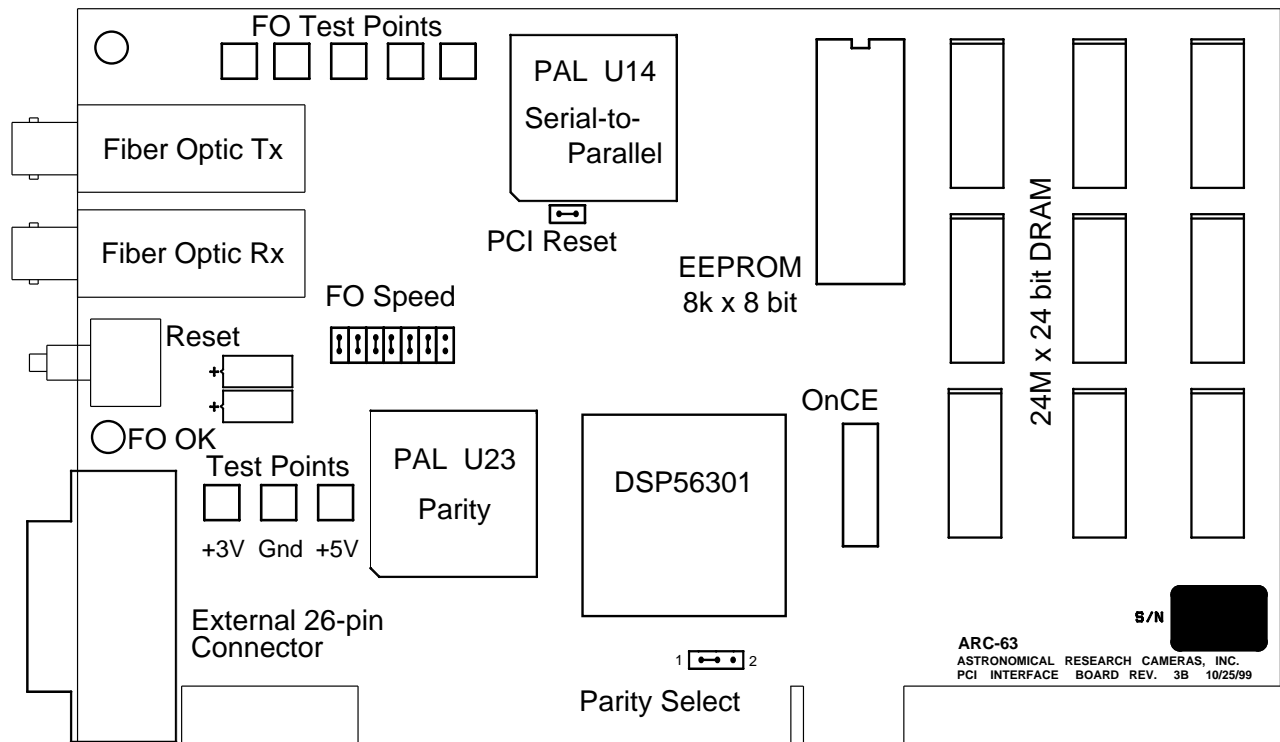 FO Test Points
PAL U14
Serial-to-
Parallel
Fiber Optic Tx
Fiber Optic Rx
PCI Reset
EEPROM
8k x 8 bit
24M x 24 bit DRAM
FO Speed
Reset
+
+
OnCE
FO OK
Test Points
+3V Gnd +5V
PAL U23
Parity
DSP56301
External 26-pin
Connector
1 2
Parity Select
S/N
ARC-63
ASTRONOMICAL RESEARCH CAMERAS, INC.
PCI INTERFACE BOARD REV. 3B 10/25/99